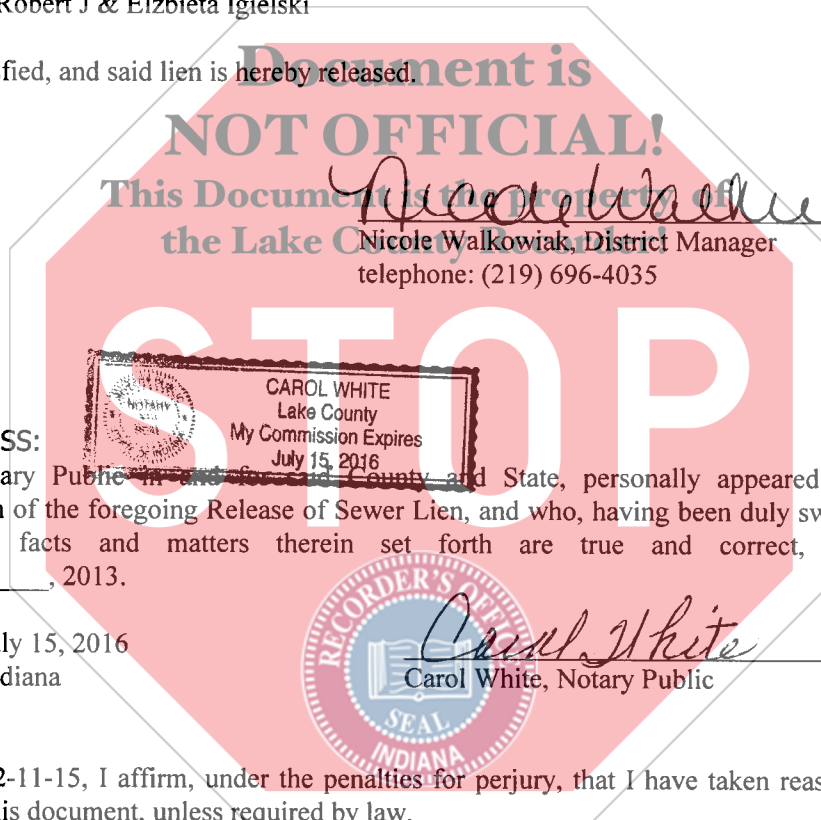 Robert J & Elzbieta Igielski
fied, and said lien is hereby released.
Document is
NOT OFFICIAL!
This Document is the property of
the Lake County Recorder!
Nicole Walkowiak, District Manager
telephone: (219) 696-4035
STOP
CAROL WHITE
Lake County
My Commission Expires
July 15, 2016
NOTARY
SEAL
SS:
ary Public in and for said County and State, personally appeared
of the foregoing Release of Sewer Lien, and who, having been duly sw
facts and matters therein set forth are true and correct,
, 2013.
RECORDER'S OFFICE
SEAL
INDIANA
ly 15, 2016
diana
Carol White
Carol White, Notary Public
2-11-15, I affirm, under the penalties for perjury, that I have taken reas
is document, unless required by law.